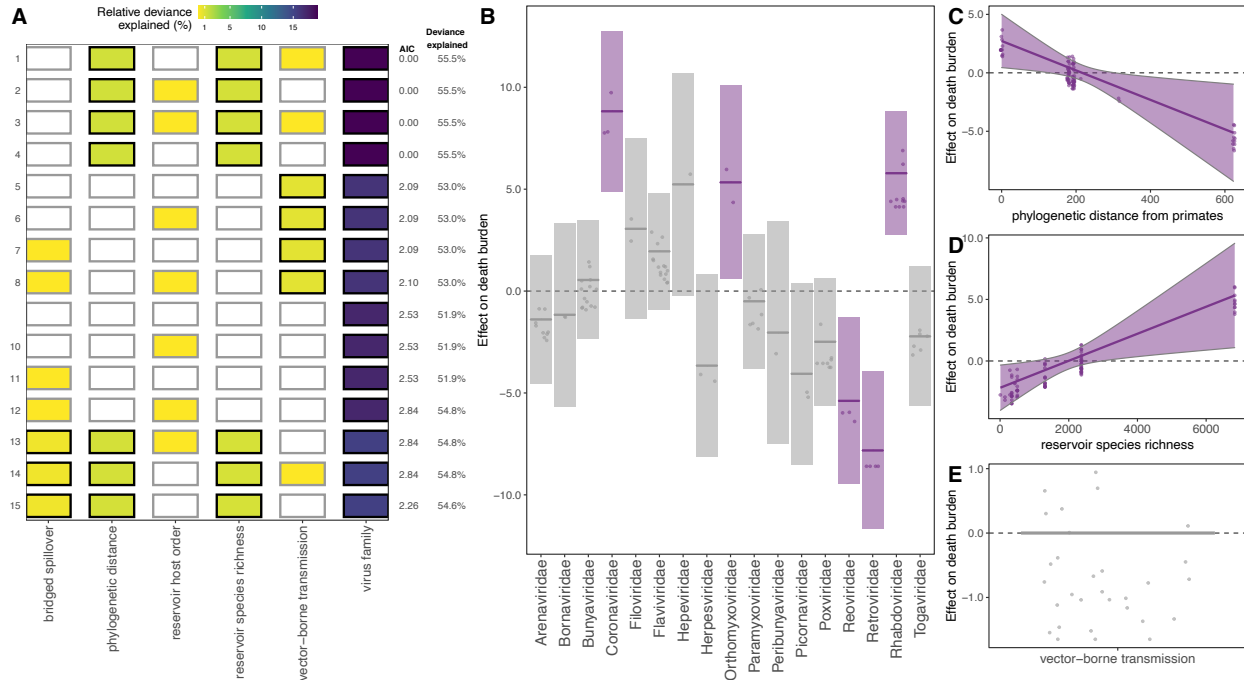 A
Relative deviance
explained (%)
1 5 10 15
AIC
Deviance
explained
1 0.00 55.5%
2 0.00 55.5%
3 0.00 55.5%
4 0.00 55.5%
5 2.09 53.0%
6 2.09 53.0%
7 2.09 53.0%
8 2.10 53.0%
2.53 51.9%
10 2.53 51.9%
11 2.53 51.9%
12 2.84 54.8%
13 2.84 54.8%
14 2.84 54.8%
15 2.26 54.6%
bridged spillover
phylogenetic distance
reservoir host order
reservoir species richness
vector−borne transmission
virus family
B
Effect on death burden
10.0
5.0
0.0
−5.0
−10.0
Arenaviridae
Bornaviridae
Bunyaviridae
Coronaviridae
Filoviridae
Flaviviridae
Hepeviridae
Herpesviridae
Orthomyxoviridae
Paramyxoviridae
Peribunyaviridae
Picornaviridae
Poxviridae
Reoviridae
Retroviridae
Rhabdoviridae
Togaviridae
C
Effect on death burden
5.0
0.0
−5.0
0 200 400 600
phylogenetic distance from primates
D
Effect on death burden
10.0
5.0
0.0
0 2000 4000 6000
reservoir species richness
E
Effect on death burden
1.0
0.0
−1.0
vector−borne transmission